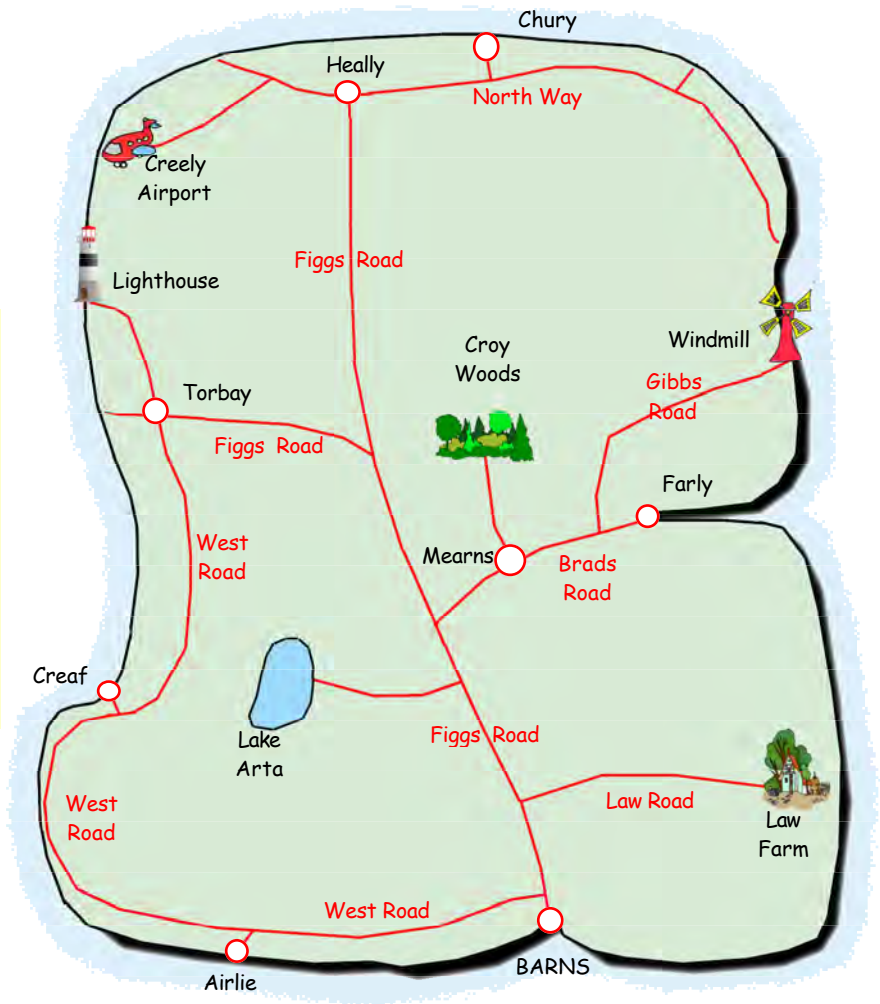 Chury
Heally
North Way
Creely
Airport
Figgs Road
Lighthouse
Windmill
Croy
Woods
Gibbs
Road
Torbay
Figgs Road
Farly
West
Road
Mearns
Brads
Road
Creaf
Lake
Arta
Figgs Road
West
Road
Law Road
Law
Farm
West Road
Airlie
BARNS